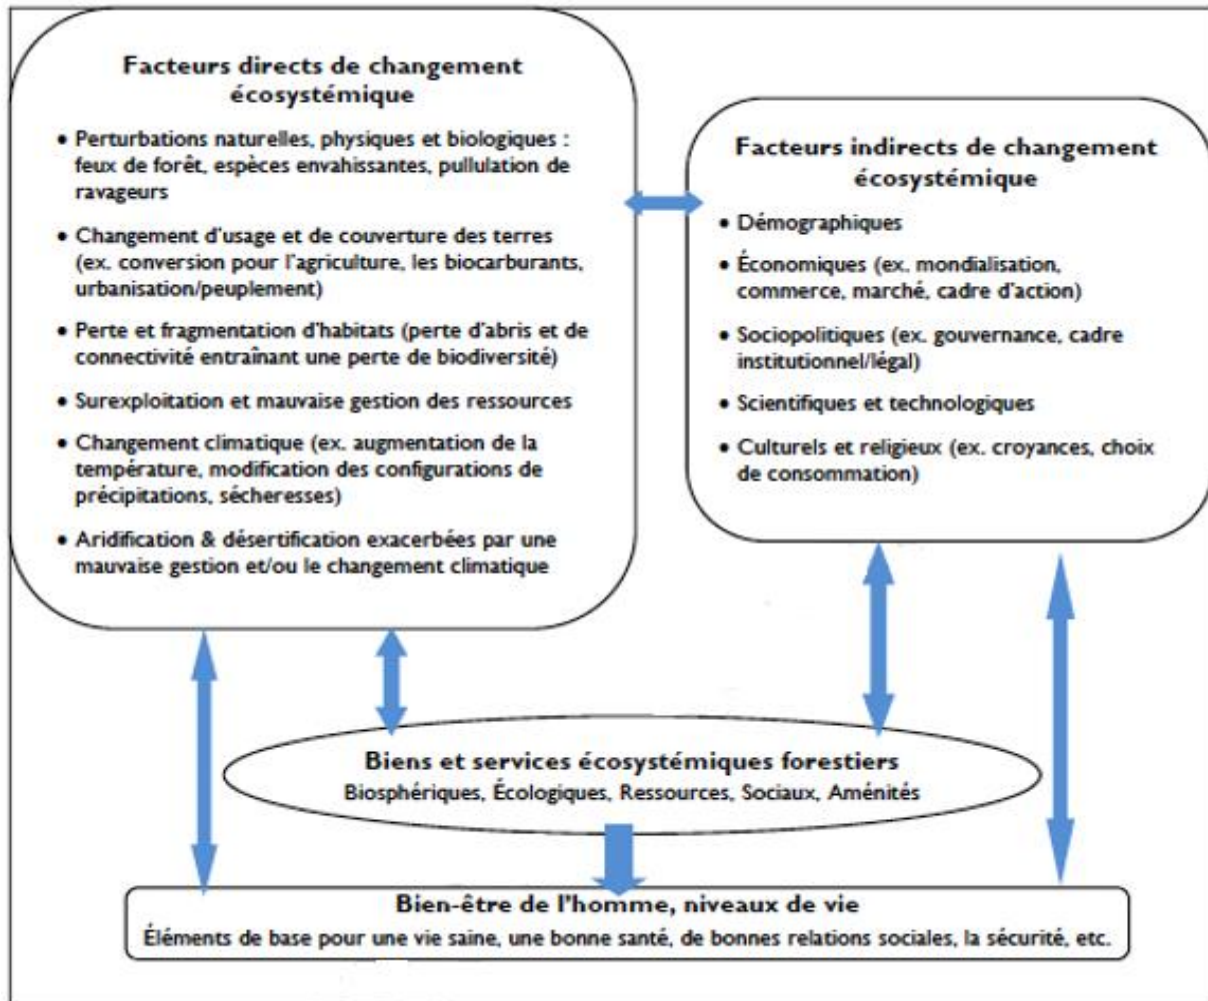 Facteurs directs de changement
écosystémique
• Perturbations naturelles, physiques et biologiques :
feux de forêt, espèces envahissantes, pullulation de
ravageurs
• Changement d'usage et de couverture des terres
(ex. conversion pour l'agriculture, les biocarburants,
urbanisation/peuplement)
• Perte et fragmentation d'habitats (perte d'abris et de
connectivité entraînant une perte de biodiversité)
• Surexploitation et mauvaise gestion des ressources
• Changement climatique (ex. augmentation de la
température, modification des configurations de
précipitations, sécheresses)
• Aridification & désertification exacerbées par une
mauvaise gestion et/ou le changement climatique
Facteurs indirects de changement
écosystémique
• Démographiques
• Économiques (ex. mondialisation,
commerce, marché, cadre d'action)
• Sociopolitiques (ex. gouvernance, cadre
institutionnel/légal)
• Scientifiques et technologiques
• Culturels et religieux (ex. croyances, choix
de consommation)
Biens et services écosystémiques forestiers
Biosphériques, Écologiques, Ressources, Sociaux, Aménités
Bien-être de l'homme, niveaux de vie
Éléments de base pour une vie saine, une bonne santé, de bonnes relations sociales, la sécurité, etc.